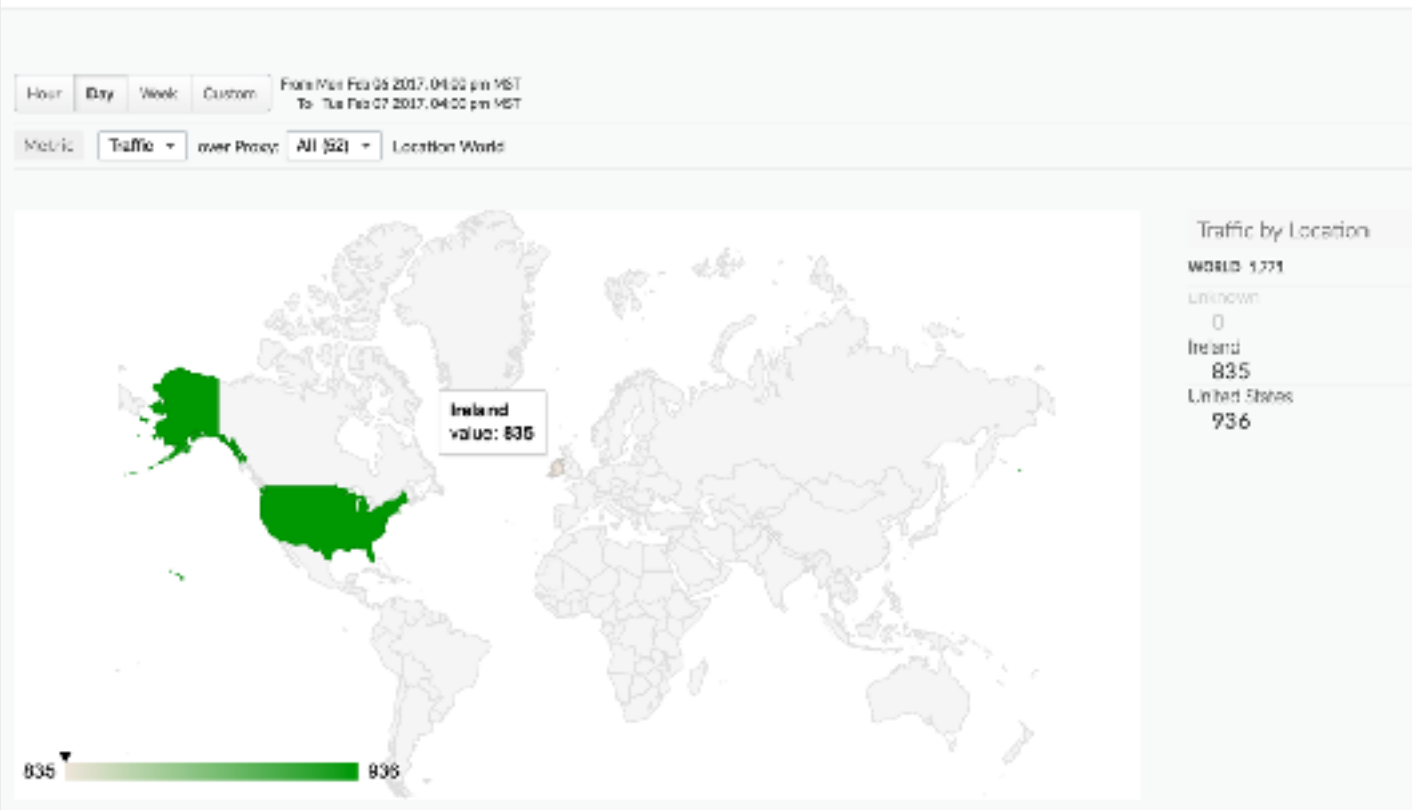 Hour Day Week Custom
From Mon Feb 06 2017, 04:00 pm MST
To Tue Feb 07 2017, 04:00 pm MST
Metric Traffic over Proxy: All (52) Location World
Traffic by Location
WORLD 1,771
unknown
0
Ireland
835
United States
936
Ireland
value: 835
835 936